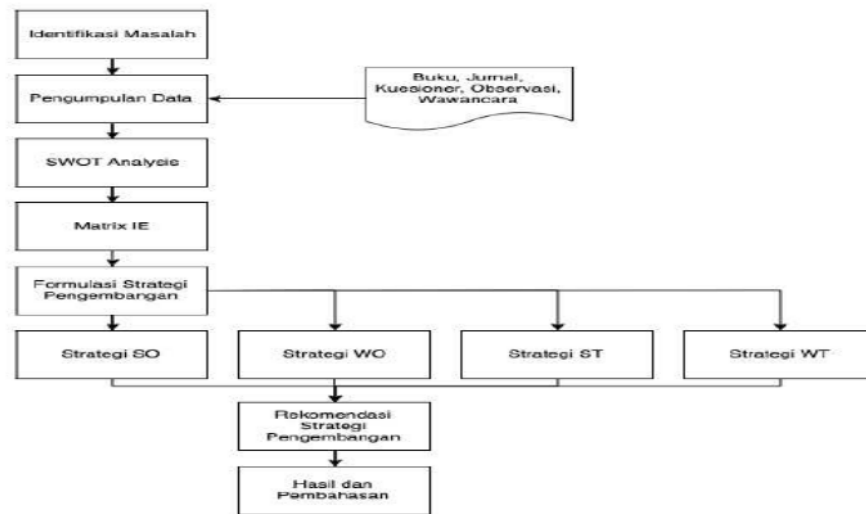 Identifikasi Masalah
Buku, Jurnal,
Kuesioner, Observasi,
Wawancara
Pengumpulan Data
SWOT Analysis
Matrix IE
Formulasi Strategi
Pengembangan
Strategi SO
Strategi WO
Strategi ST
Strategi WT
Rekomendasi
Strategi
Pengembangan
Hasil dan
Pembahasan